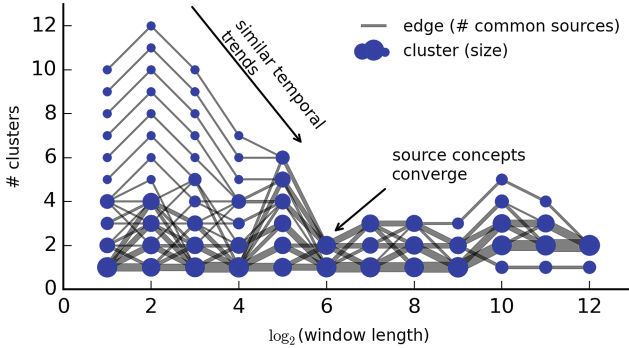 12
10
8
6
4
2
0
# clusters
0
2
4
6
8
10
12
log2(window length)
similar temporal
trends
edge (# common sources)
cluster (size)
source concepts
converge